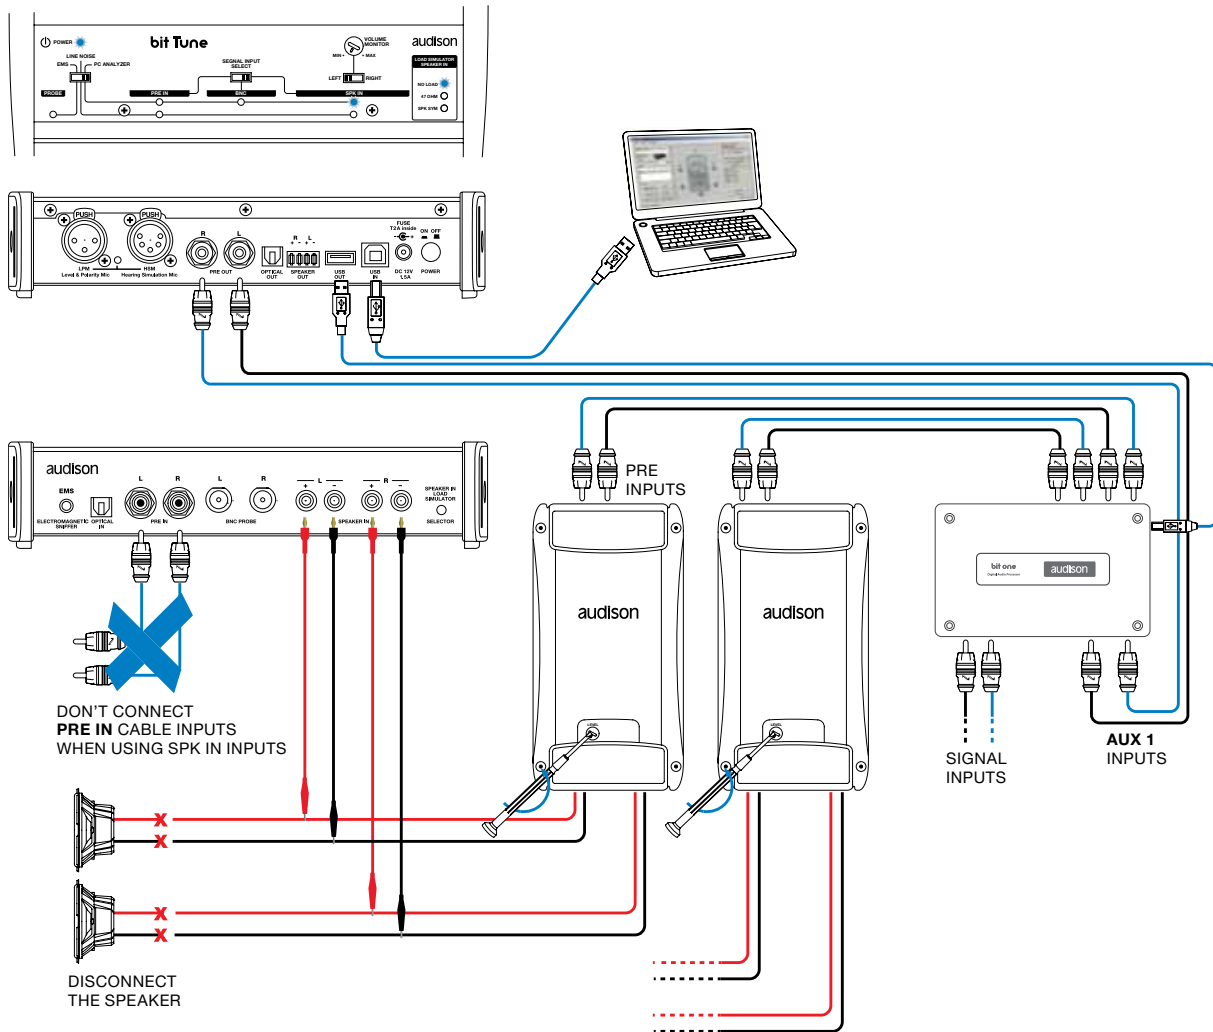 POWER
bit Tune
VOLUME
MONITOR
MIN
MAX
audison
LINE NOISE
EMS
PC ANALYZER
SEGNAL INPUT
SELECT
LEFT
RIGHT
LOAD SIMULATOR
SPEAKER IN
NO LOAD
47 OHM
SPK SYM
PROBE
PRE IN
BNC
SPK IN
PUSH
PUSH
R
L
R L
+ - + -
FUSE
T2A inside
- +
ON OFF
LPM
Level & Polarity Mic
HSM
Hearing Simulation Mic
PRE OUT
OPTICAL
OUT
SPEAKER
OUT
USB
OUT
USB
IN
DC 12V
1,5A
POWER
audison
EMS
L
R
L
R
L
+ -
R
+ -
SPEAKER IN
LOAD
SIMULATOR
ELECTROMAGNETIC
SNIFFER
OPTICAL
IN
PRE IN
BNC PROBE
SPEAKER IN
SELECTOR
PRE
INPUTS
audison
LEVEL
audison
LEVEL
bit one
Digital Audio Processor
audison
DON'T CONNECT
PRE IN CABLE INPUTS
WHEN USING SPK IN INPUTS
SIGNAL
INPUTS
AUX 1
INPUTS
X
X
X
X
DISCONNECT
THE SPEAKER